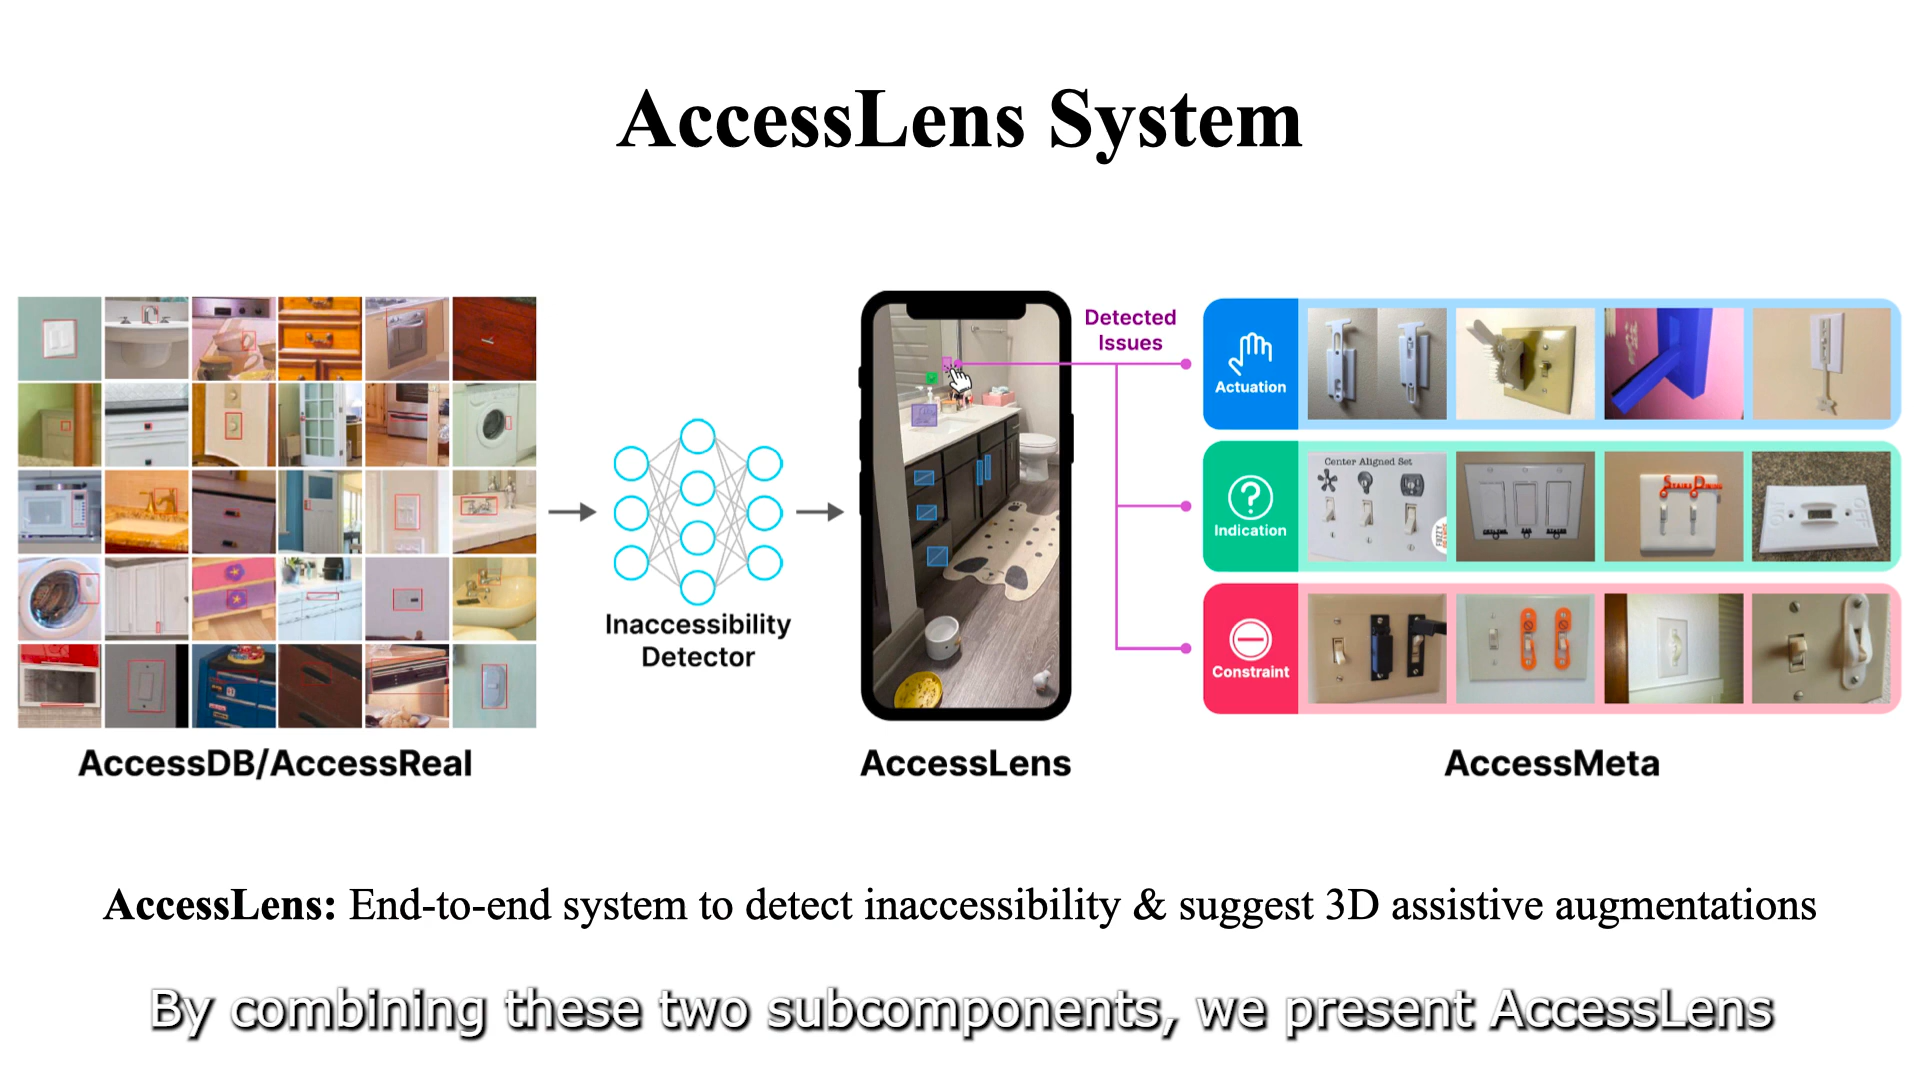 AccessLens System
Detected
Issues
Actuation
Center Aligned Set
Indication
Constraint
Inaccessibility
Detector
AccessDB/AccessReal
AccessLens
AccessMeta
AccessLens: End-to-end system to detect inaccessibility & suggest 3D assistive augmentations
By combining these two subcomponents, we present AccessLens